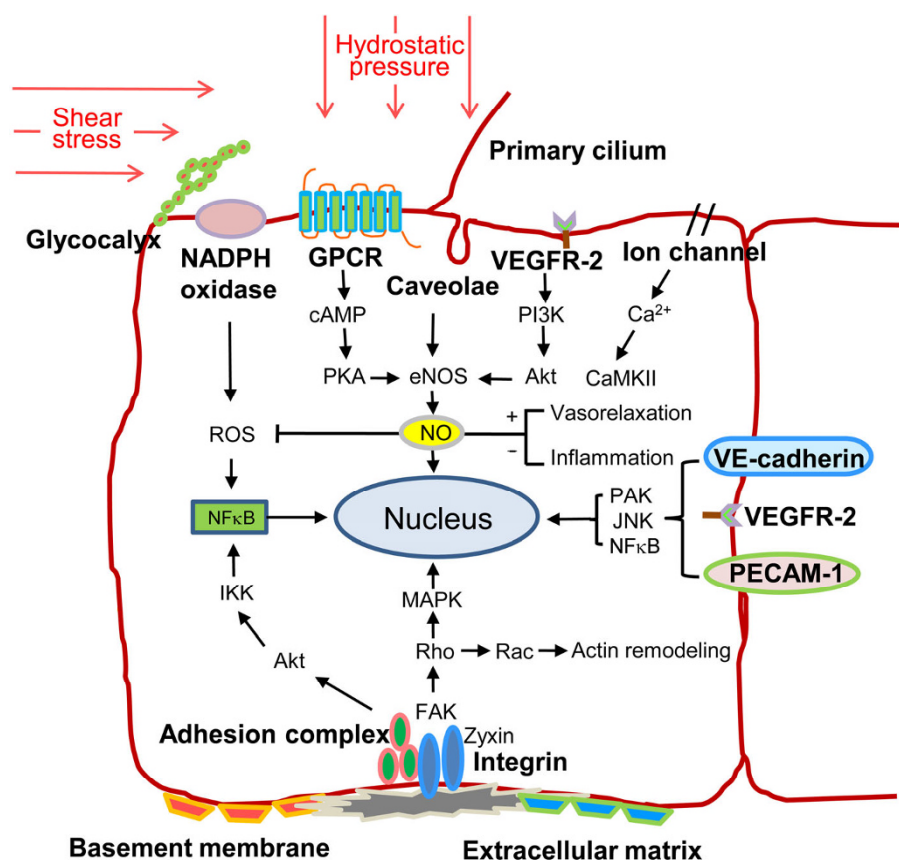 Hydrostatic
pressure
Shear
stress
Primary cilium
Glycocalyx
NADPH
oxidase
GPCR
Caveolae
VEGFR-2
Ion channel
cAMP
PI3K
Ca²⁺
PKA
eNOS
Akt
CaMKII
ROS
NO
+
Vasorelaxation
−
Inflammation
VE-cadherin
NFκB
Nucleus
PAK
JNK
NFκB
VEGFR-2
PECAM-1
IKK
MAPK
Akt
Rho
Rac
Actin remodeling
FAK
Adhesion complex
Zyxin
Integrin
Basement membrane
Extracellular matrix